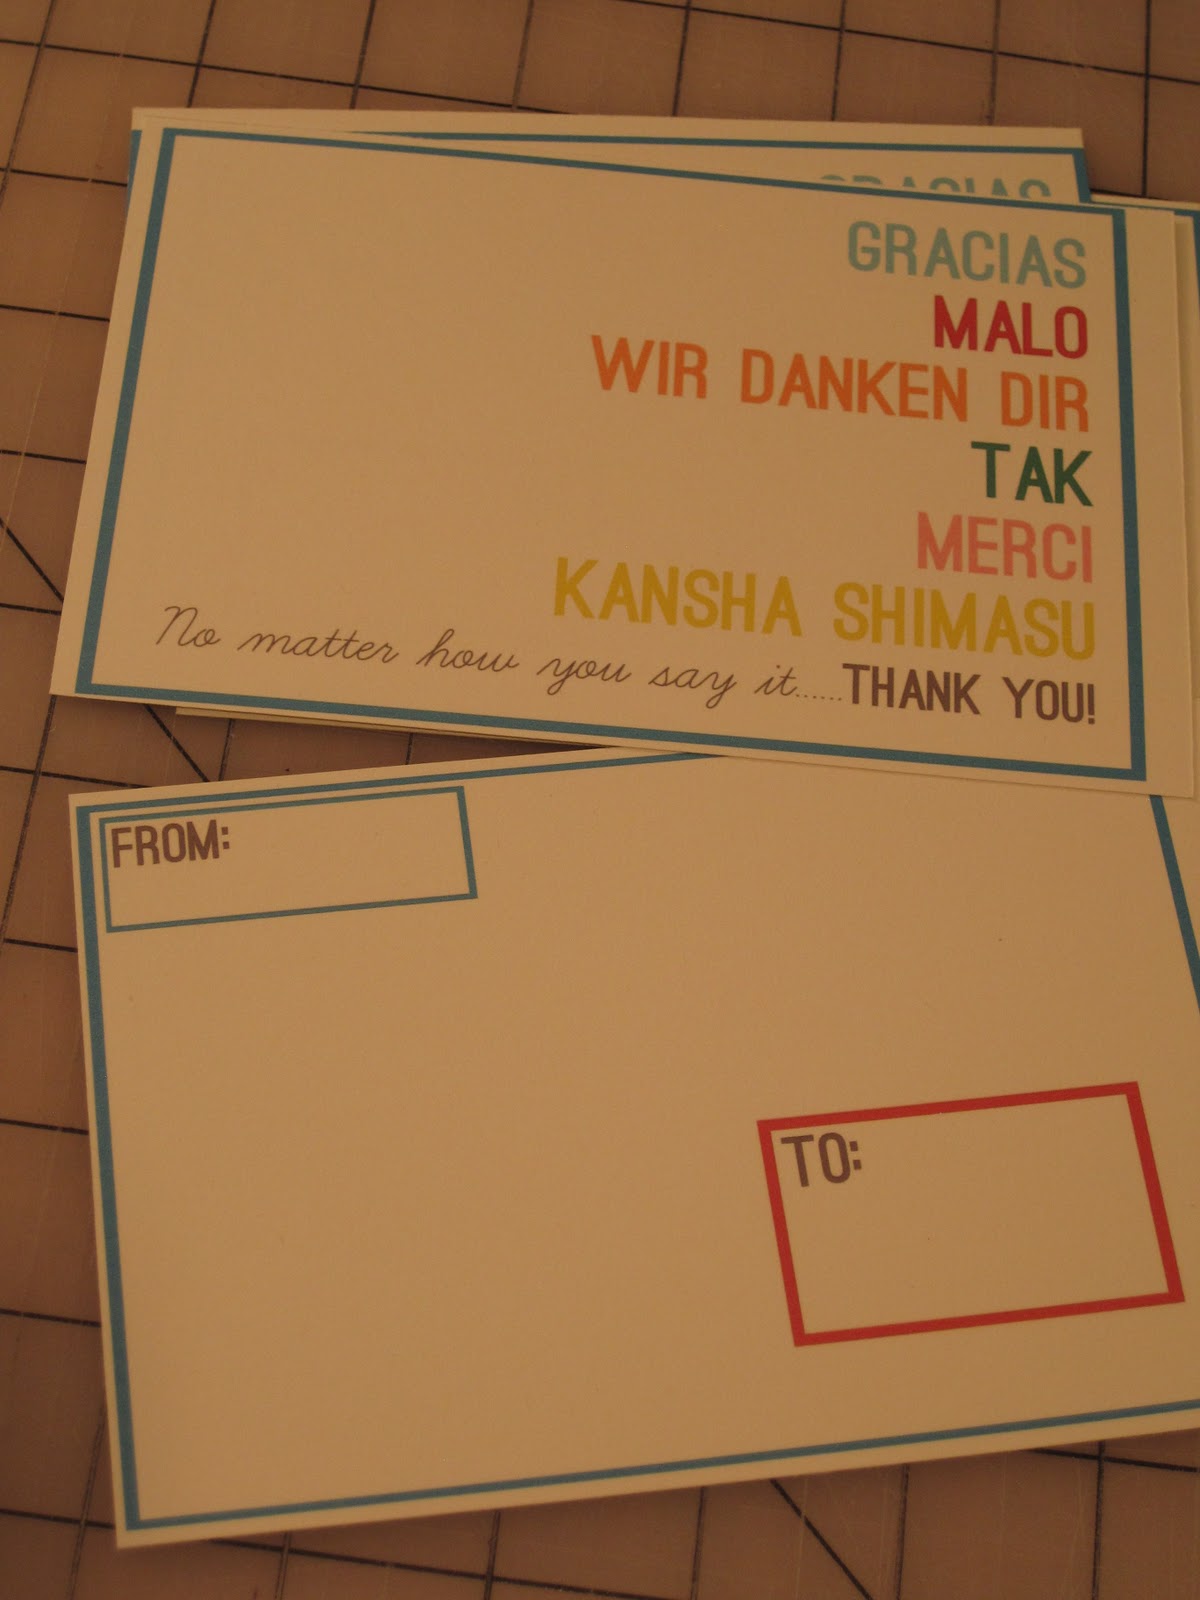 GRACIAS
GRACIAS
MALO
WIR DANKEN DIR
TAK
MERCI
KANSHA SHIMASU
No matter how you say it......THANK YOU!
FROM:
TO: